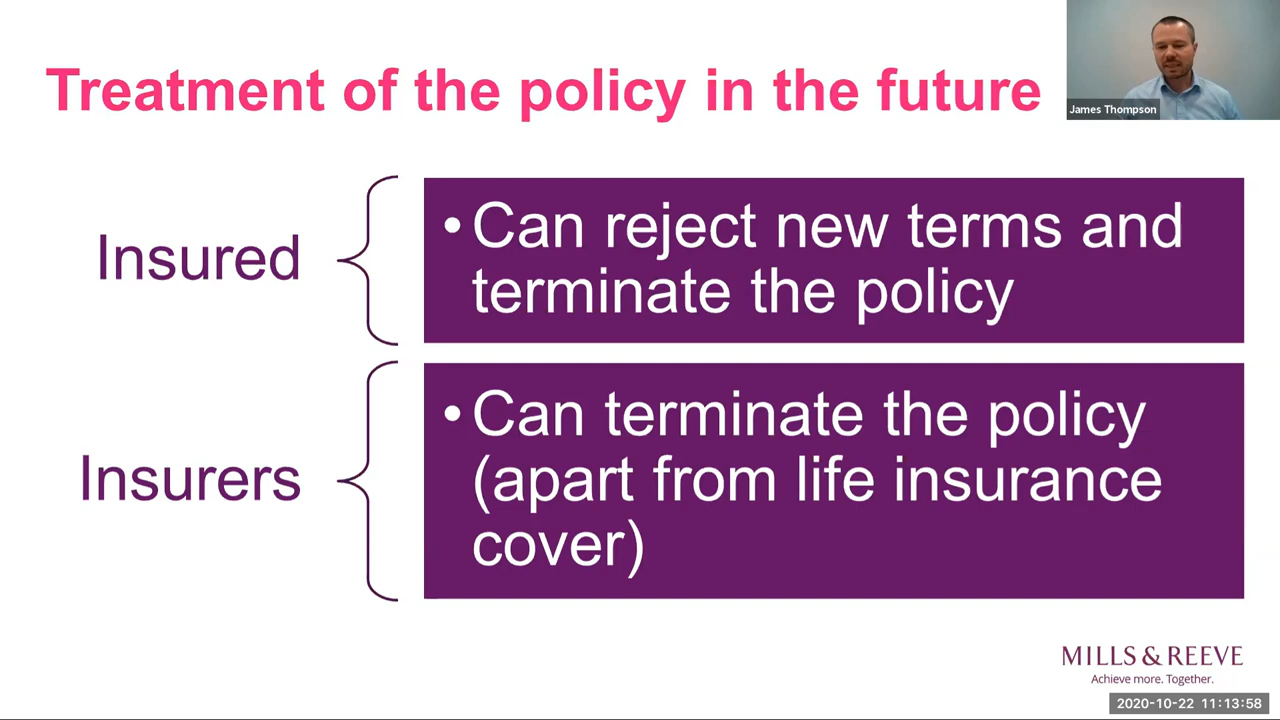 Treatment of the policy in the future
James Thompson
Insured
•Can reject new terms and
terminate the policy
Insurers
•Can terminate the policy
(apart from life insurance
cover)
MILLS & REEVE
Achieve more. Together.
2020-10-22 11:13:58